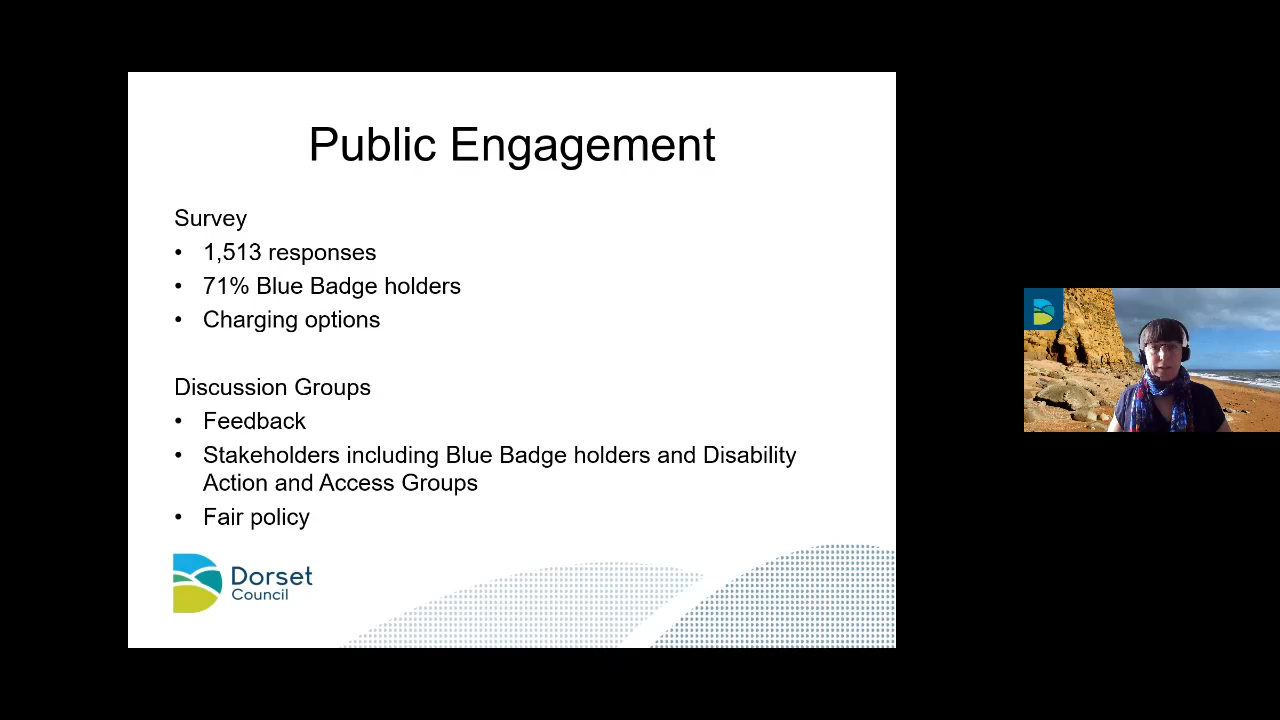 Public Engagement
Survey
• 1,513 responses
• 71% Blue Badge holders
• Charging options
Discussion Groups
• Feedback
• Stakeholders including Blue Badge holders and Disability
Action and Access Groups
• Fair policy
Dorset
Council